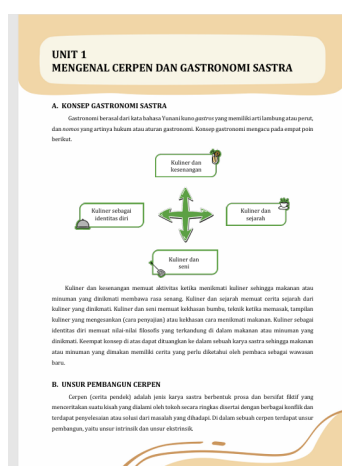 UNIT 1
MENGENAL CERPEN DAN GASTRONOMI SASTRA
A. KONSEP GASTRONOMI SASTRA
Gastronomi berasal dari kata bahasa Yunani kuno gastros yang memiliki arti lambung atau perut,
dan nomos yang artinya hukum atau aturan gastronomi. Konsep gastronomi mengacu pada empat poin
berikut.
Kuliner dan
kesenangan
Kuliner sebagai
identitas diri
Kuliner dan
sejarah
Kuliner dan
seni
Kuliner dan kesenangan memuat aktivitas ketika menikmati kuliner sehingga makanan atau
minuman yang dinikmati membawa rasa senang. Kuliner dan sejarah memuat cerita sejarah dari
kuliner yang dinikmati. Kuliner dan seni memuat kekhasan bumbu, teknik ketika memasak, tampilan
kuliner yang mengesankan (cara penyajian) atau kekhasan cara menikmati makanan. Kuliner sebagai
identitas diri memuat nilai-nilai filosofis yang terkandung di dalam makanan atau minuman yang
dinikmati. Keempat konsep di atas dapat dituangkan ke dalam sebuah karya sastra sehingga makanan
atau minuman yang dimakan memiliki cerita yang perlu diketahui oleh pembaca sebagai wawasan
baru.
B. UNSUR PEMBANGUN CERPEN
Cerpen (cerita pendek) adalah jenis karya sastra berbentuk prosa dan bersifat fiktif yang
menceritakan suatu kisah yang dialami oleh tokoh secara ringkas disertai dengan berbagai konflik dan
terdapat penyelesaian atau solusi dari masalah yang dihadapi. Di dalam sebuah cerpen terdapat unsur
pembangun, yaitu unsur intrinsik dan unsur ekstrinsik.